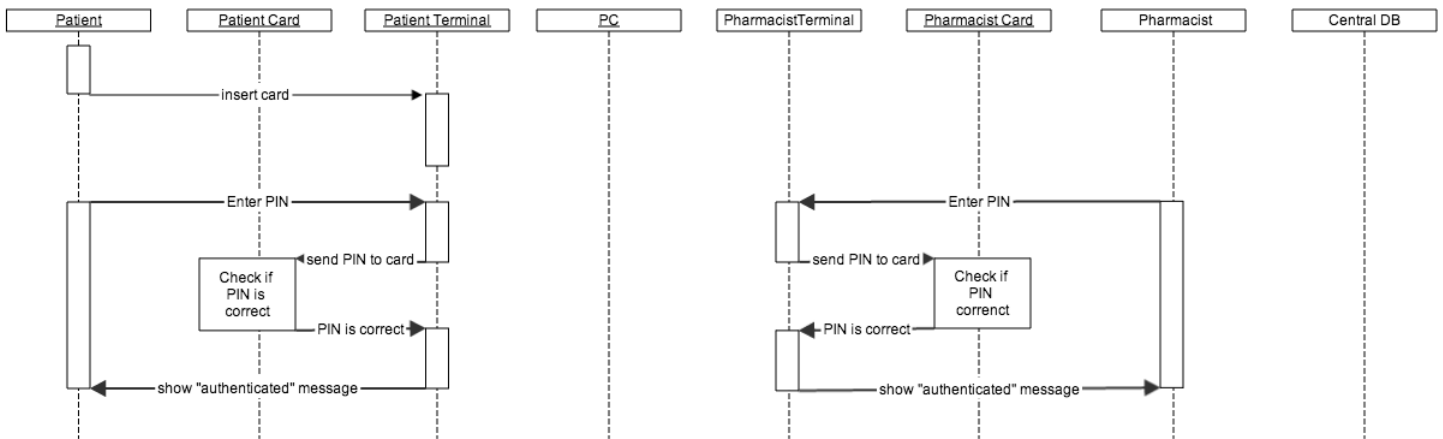 Patient
Patient Card
Patient Terminal
PC
PharmacistTerminal
Pharmacist Card
Pharmacist
Central DB
insert card
Enter PIN
Enter PIN
send PIN to card
send PIN to card
Check if
PIN is
correct
Check if
PIN
correnct
PIN is correct
PIN is correct
show "authenticated" message
show "authenticated" message